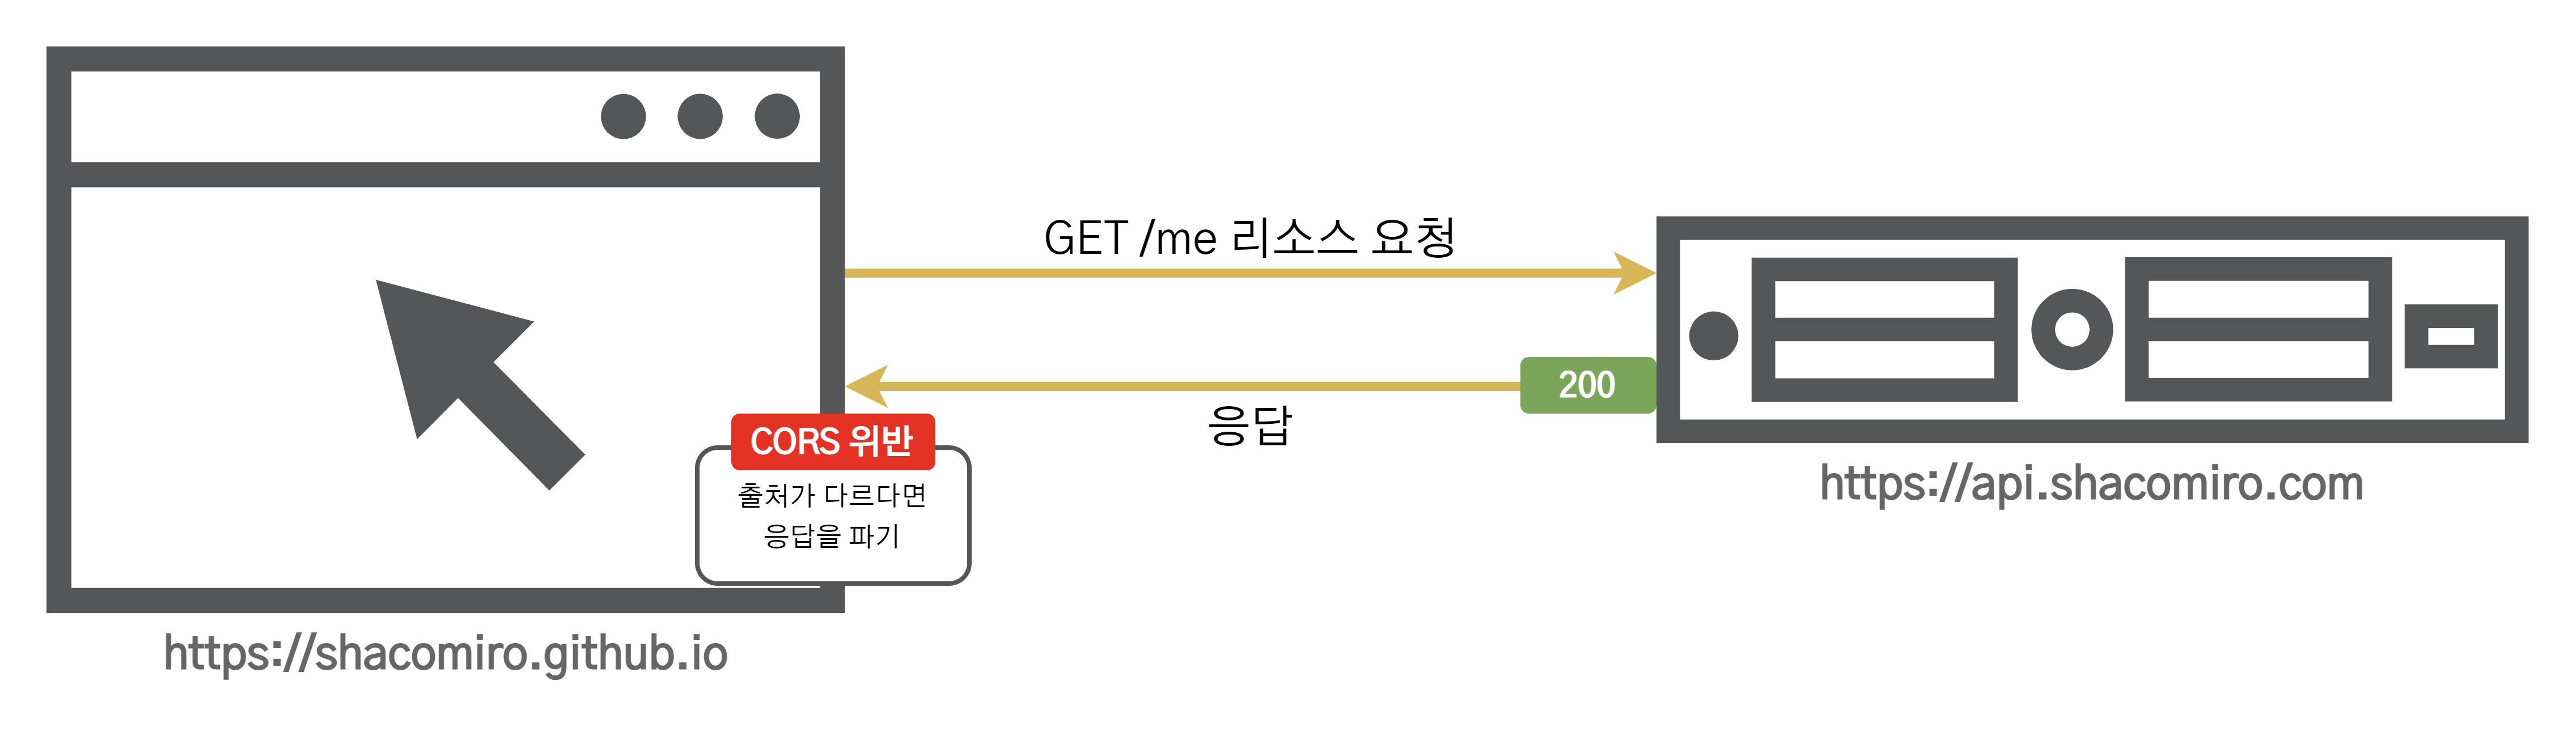 GET /me 리소스 요청
200
응답
CORS 위반
출처가 다르다면
응답을 파기
https://api.shacomiro.com
https://shacomiro.github.io